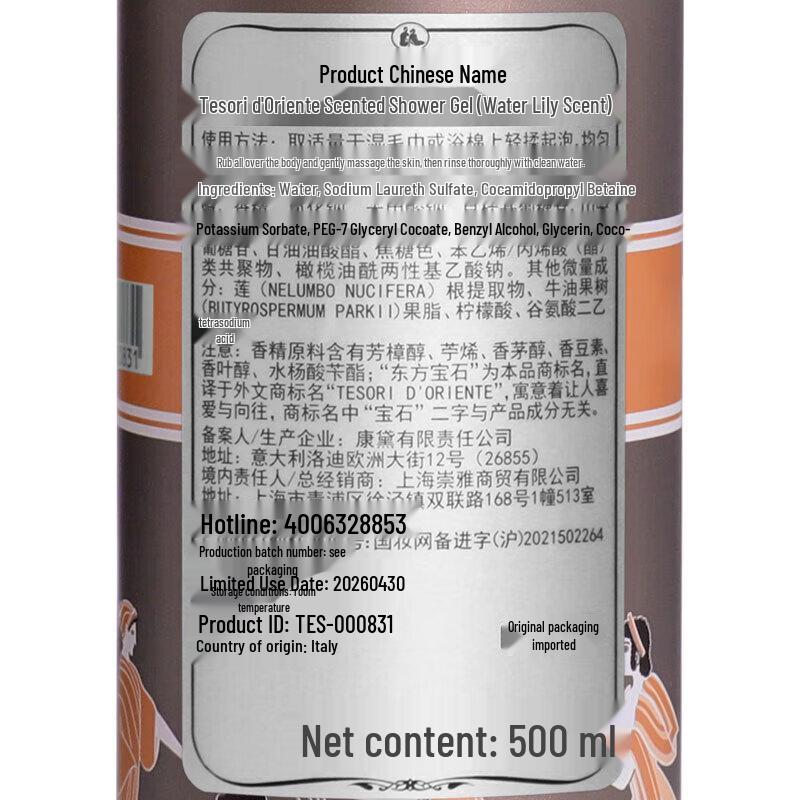 Product Chinese Name
Tesori d'Oriente Scented Shower Gel (Water Lily Scent)
使用方法：取适量于湿毛巾或浴棉上轻揉起泡,均匀
Rub all over the body and gently massage the skin, then rinse thoroughly with clean water.
Ingredients: Water, Sodium Laureth Sulfate, Cocamidopropyl Betaine
Potassium Sorbate, PEG-7 Glyceryl Cocoate, Benzyl Alcohol, Glycerin, Coco-
葡糖苷、甘油油酸酯、焦糖色、苯乙烯/丙烯酸（酯）
类共聚物、橄榄油酰两性基乙酸钠。其他微量成
分：莲（NELUMBO NUCIFERA）根提取物、牛油果树
(BUTYROSPERMUM PARKII)果脂、柠檬酸、谷氨酸二乙
tetrasodium
acid
注意：香精原料含有芳樟醇、苧烯、香茅醇、香豆素、
香叶醇、水杨酸苄酯；“东方宝石”为本品商标名,直
译于外文商标名“TESORI D'ORIENTE”,寓意着让人喜
爱与向往，商标名中“宝石”二字与产品成分无关。
备案人/生产企业：康黛有限责任公司
地址：意大利洛迪欧洲大街12号（26855）
境内责任人/总经销商：上海崇雅商贸有限公司
地址：上海市青浦区徐泾镇双联路168号1幢513室
Hotline: 4006328853
号:国妆网备进字(沪)2021502264
Production batch number: see
packaging
Limited Use Date: 20260430
Storage conditions: room
temperature
Product ID: TES-000831
Country of origin: Italy
Original packaging
imported
Net content: 500 ml
831